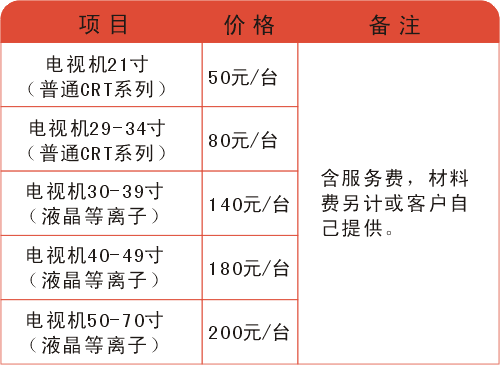 项目 价格 备注
电视机21寸
（普通CRT系列）
50元/台
电视机29-34寸
（普通CRT系列）
80元/台
电视机30-39寸
（液晶等离子）
140元/台
电视机40-49寸
（液晶等离子）
180元/台
电视机50-70寸
（液晶等离子）
200元/台
含服务费，材料
费另计或客户自
己提供。